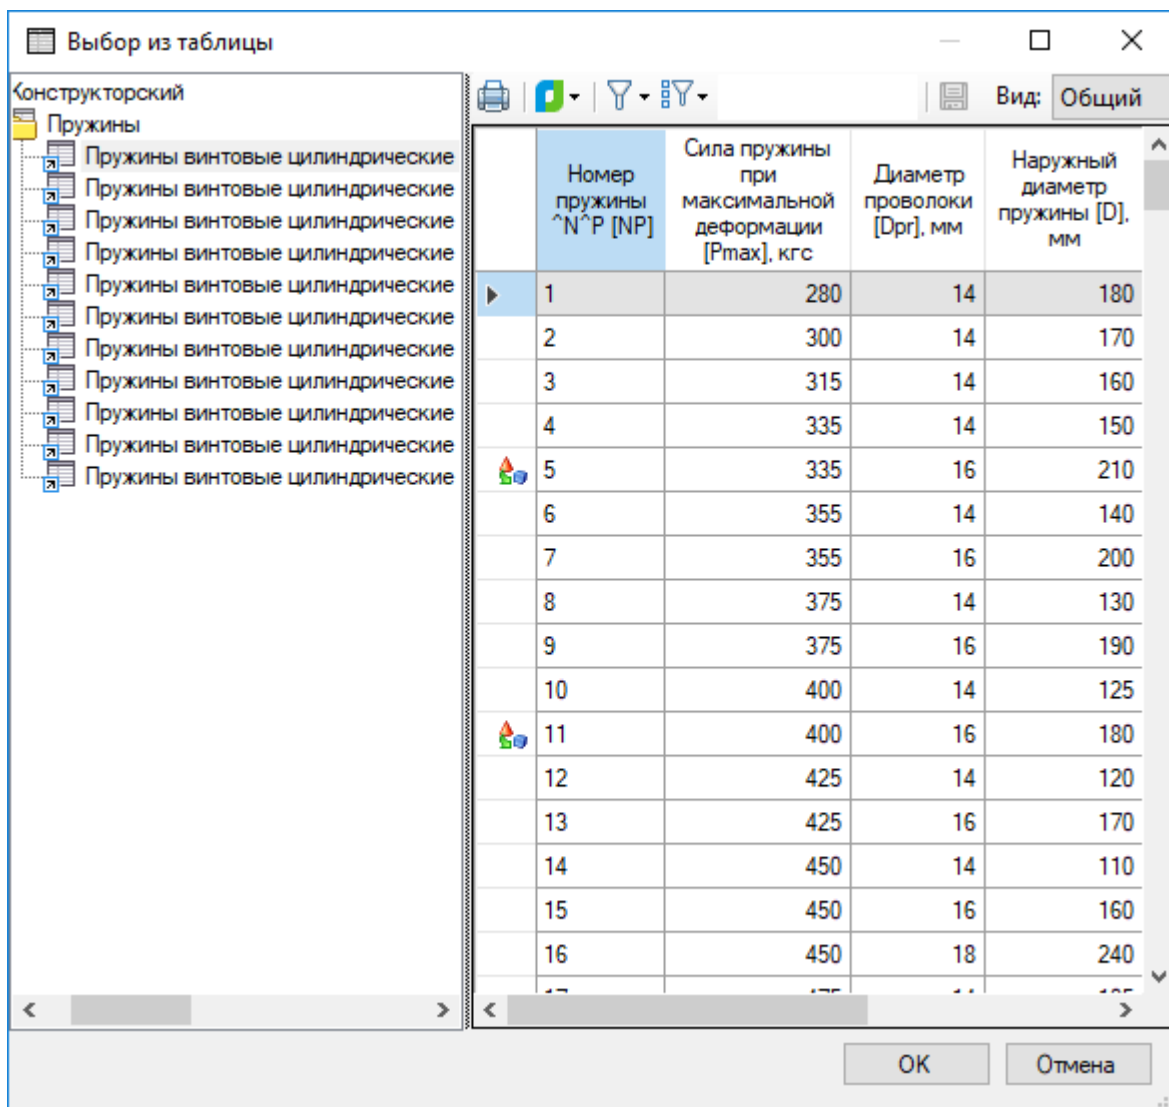 Выбор из таблицы
Конструкторский
Пружины
Пружины винтовые цилиндрические
Пружины винтовые цилиндрические
Пружины винтовые цилиндрические
Пружины винтовые цилиндрические
Пружины винтовые цилиндрические
Пружины винтовые цилиндрические
Пружины винтовые цилиндрические
Пружины винтовые цилиндрические
Пружины винтовые цилиндрические
Пружины винтовые цилиндрические
Пружины винтовые цилиндрические
Вид: Общий
Номер
пружины
^N^P [NP]
Сила пружины
при
максимальной
деформации
[Pmax], кгс
Диаметр
проволоки
[Dpr], мм
Наружный
диаметр
пружины [D],
мм
1 280 14 180
2 300 14 170
3 315 14 160
4 335 14 150
5 335 16 210
6 355 14 140
7 355 16 200
8 375 14 130
9 375 16 190
10 400 14 125
11 400 16 180
12 425 14 120
13 425 16 170
14 450 14 110
15 450 16 160
16 450 18 240
OK
Отмена